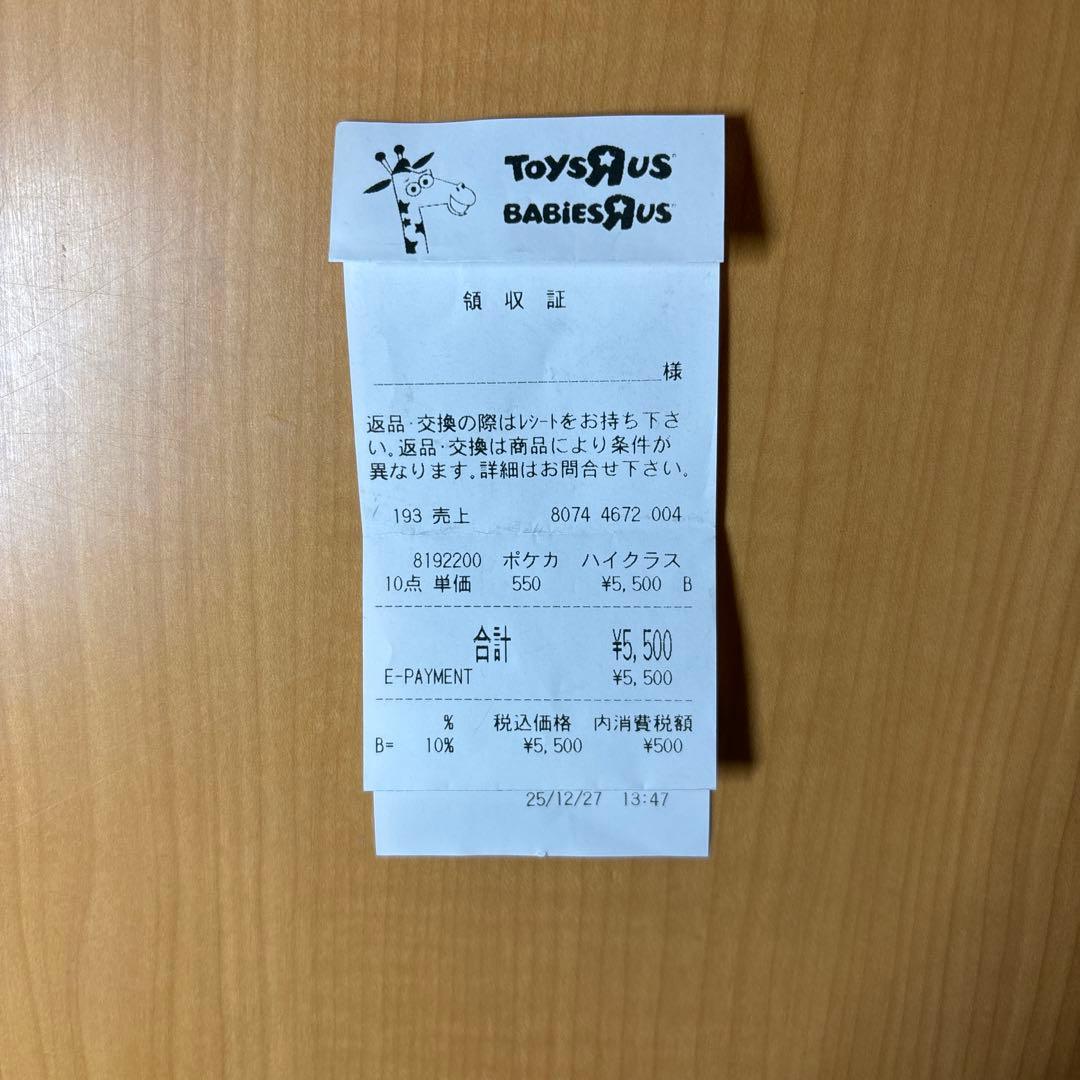 TOYSЯUS
BABiESЯUS
領 収 証
様
返品・交換の際はﾚｼｰﾄをお持ち下さ
い。返品・交換は商品により条件が
異なります。詳細はお問合せ下さい。
193 売上 8074 4672 004
8192200 ポケカ ハイクラス
10点 単価 550 ¥5,500 B
合計 ¥5,500
E-PAYMENT ¥5,500
% 税込価格 内消費税額
B= 10% ¥5,500 ¥500
25/12/27 13:47